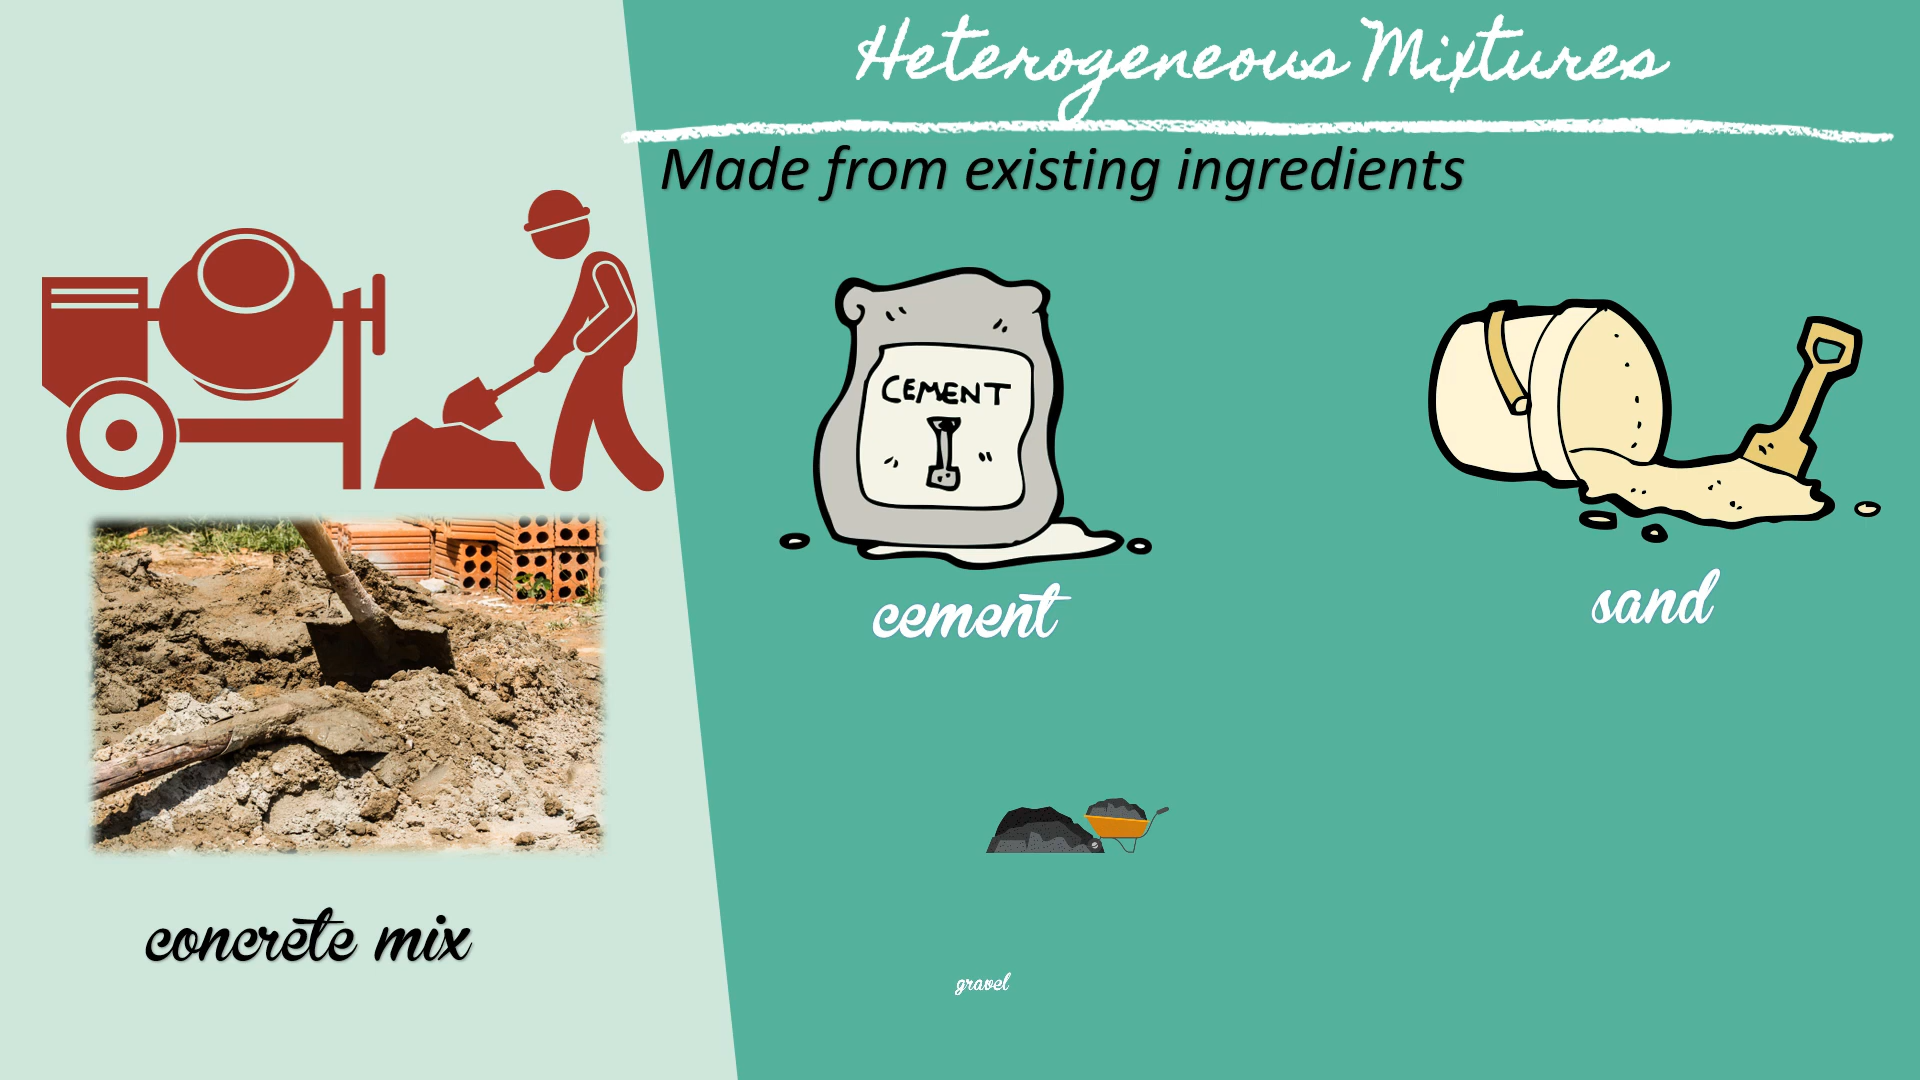 Heterogeneous Mixtures
Made from existing ingredients
CEMENT
cement
sand
gravel
concrete mix